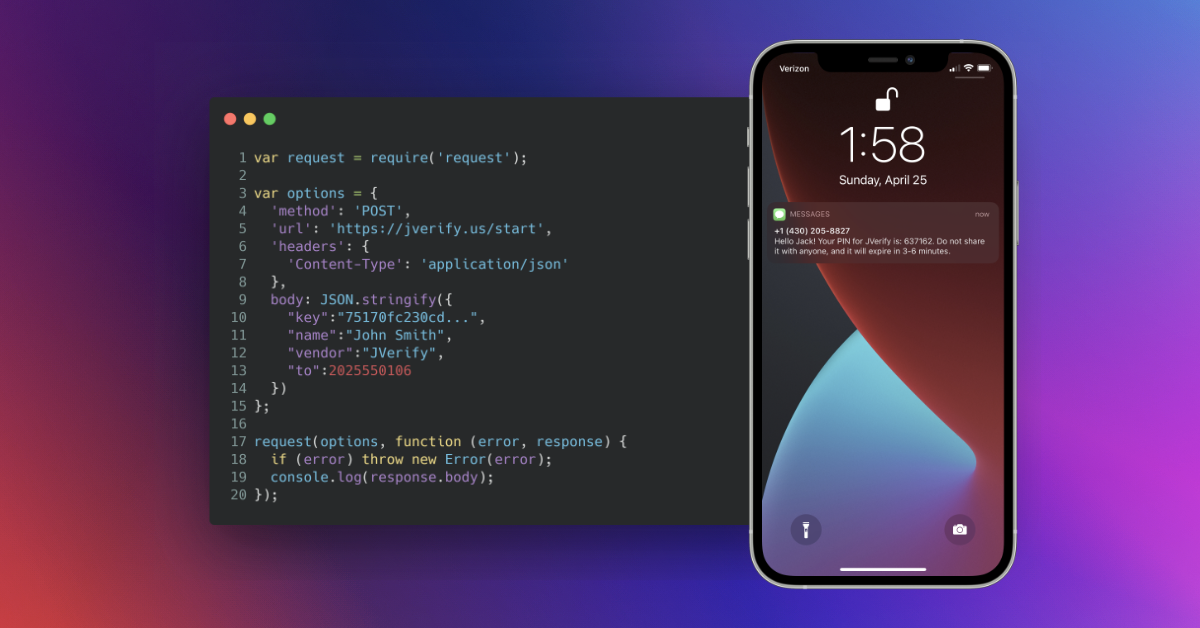 1 var request = require('request');
2
3 var options = {
4 'method': 'POST',
5 'url': 'https://jverify.us/start',
6 'headers': {
7 'Content-Type': 'application/json'
8 },
9 body: JSON.stringify({
10 "key":"75170fc230cd...",
11 "name":"John Smith",
12 "vendor":"JVerify",
13 "to":2025550106
14 })
15 };
16
17 request(options, function (error, response) {
18 if (error) throw new Error(error);
19 console.log(response.body);
20 });
Verizon
1:58
Sunday, April 25
MESSAGES now
+1 (430) 205-8827
Hello Jack! Your PIN for JVerify is: 637162. Do not share
it with anyone, and it will expire in 3-6 minutes.